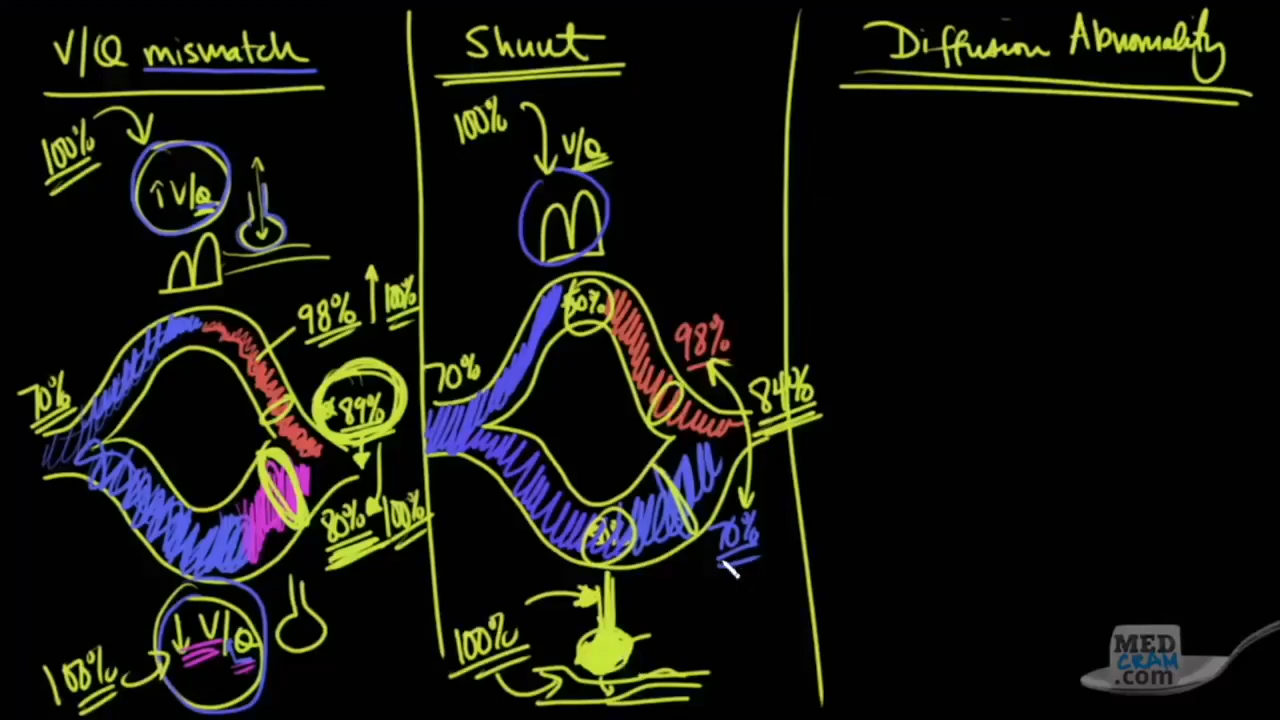 V/Q mismatch
100%
↑V/Q
98%
↑ 100%
70%
89%
80% 100%
↓ V/Q
100%
Shunt
100%
V/Q
50%
98%
70%
84%
70%
100%
Diffusion Abnormality
MED
CRAM
.com